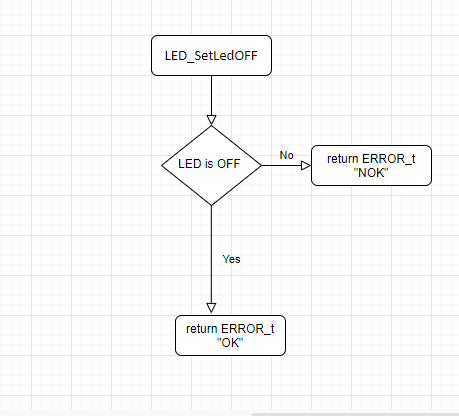 LED_SetLedOFF
LED is OFF
No
return ERROR_t
"NOK"
Yes
return ERROR_t
"OK"